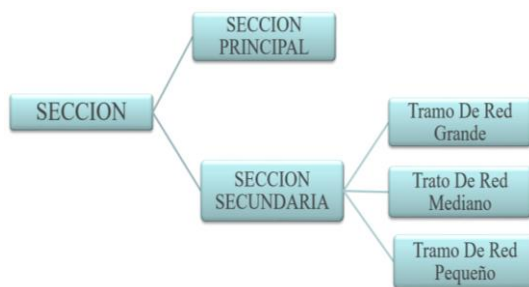 SECCION
PRINCIPAL
SECCION
SECCION
SECUNDARIA
Tramo De Red
Grande
Trato De Red
Mediano
Tramo De Red
Pequeño